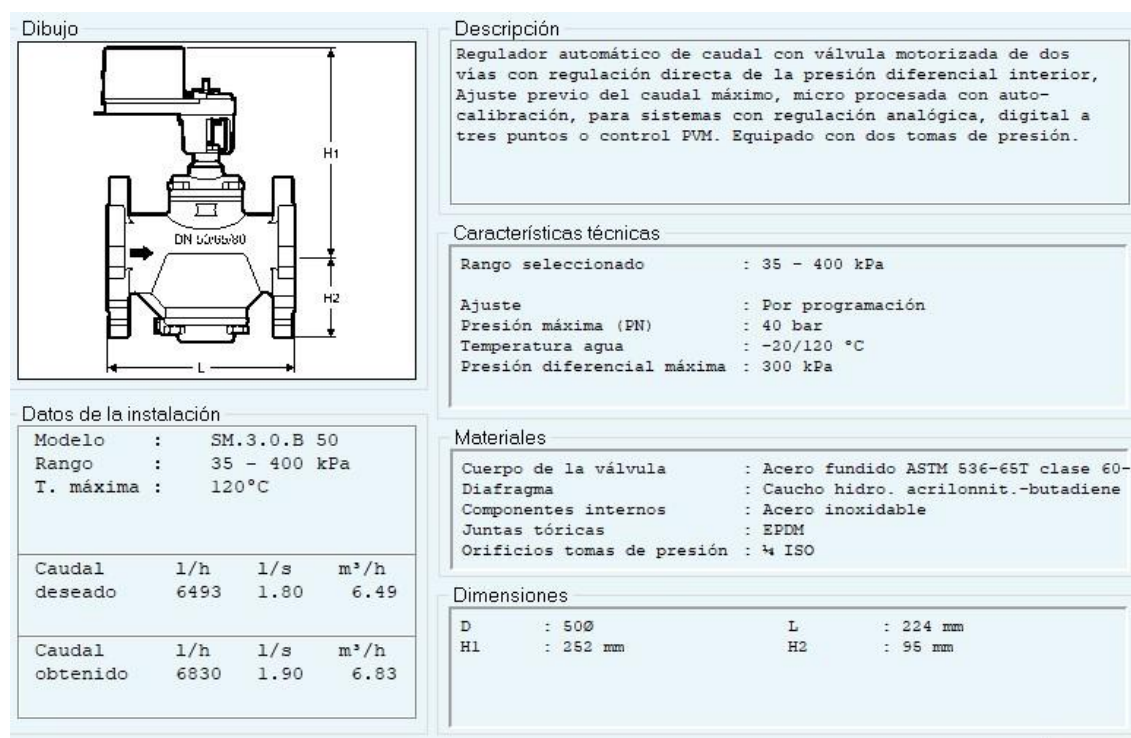 Dibujo
H1
DN 50/65/80
H2
L
Descripción
Regulador automático de caudal con válvula motorizada de dos
vías con regulación directa de la presión diferencial interior,
Ajuste previo del caudal máximo, micro procesada con auto-
calibración, para sistemas con regulación analógica, digital a
tres puntos o control PVM. Equipado con dos tomas de presión.
Características técnicas
Rango seleccionado : 35 - 400 kPa
Ajuste : Por programación
Presión máxima (PN) : 40 bar
Temperatura agua : -20/120 °C
Presión diferencial máxima : 300 kPa
Datos de la instalación
Modelo : SM.3.0.B 50
Rango : 35 - 400 kPa
T. máxima : 120°C
Caudal l/h l/s m³/h
deseado 6493 1.80 6.49
Caudal l/h l/s m³/h
obtenido 6830 1.90 6.83
Materiales
Cuerpo de la válvula : Acero fundido ASTM 536-65T clase 60-
Diafragma : Caucho hidro. acrilonnit.-butadiene
Componentes internos : Acero inoxidable
Juntas tóricas : EPDM
Orificios tomas de presión : ¼ ISO
Dimensiones
D : 50Ø L : 224 mm
H1 : 252 mm H2 : 95 mm